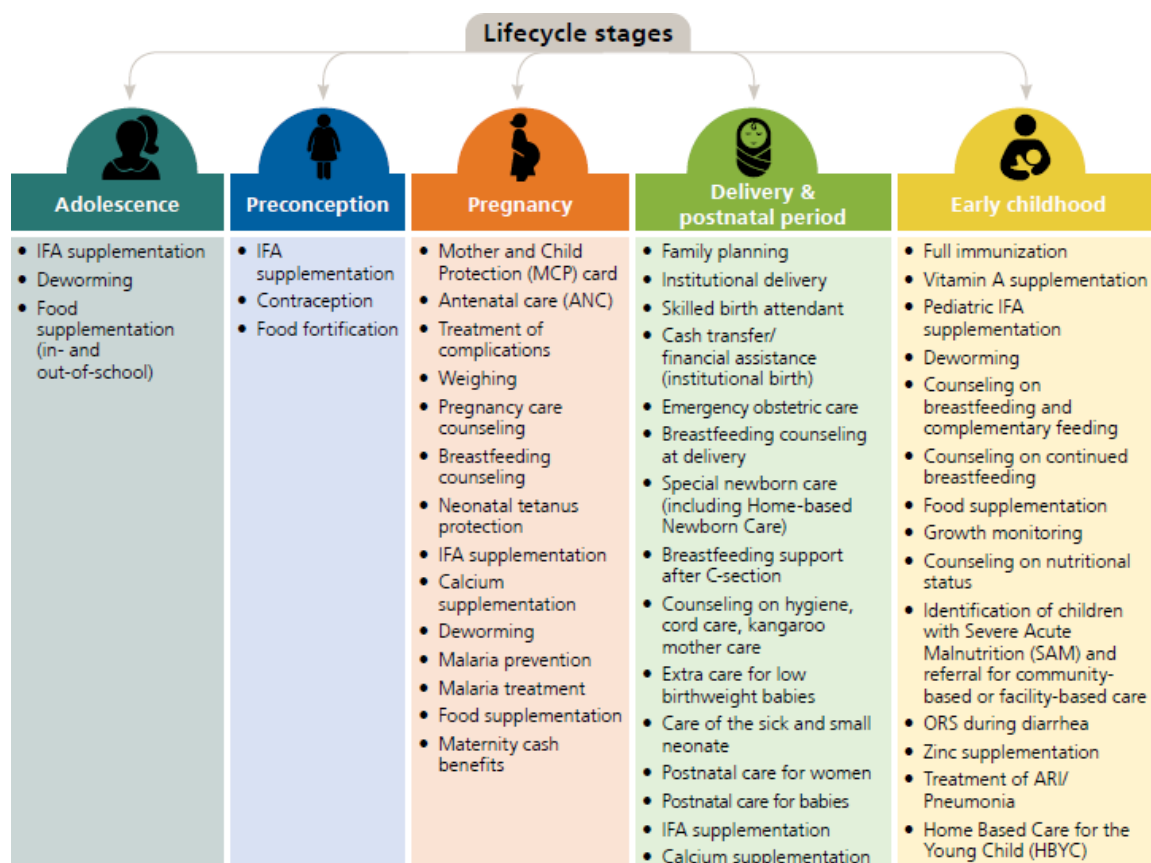 Lifecycle stages
Adolescence
• IFA supplementation
• Deworming
• Food
supplementation
(in- and
out-of-school)
Preconception
• IFA
supplementation
• Contraception
• Food fortification
Pregnancy
• Mother and Child
Protection (MCP) card
• Antenatal care (ANC)
• Treatment of
complications
• Weighing
• Pregnancy care
counseling
• Breastfeeding
counseling
• Neonatal tetanus
protection
• IFA supplementation
• Calcium
supplementation
• Deworming
• Malaria prevention
• Malaria treatment
• Food supplementation
• Maternity cash
benefits
Delivery &
postnatal period
• Family planning
• Institutional delivery
• Skilled birth attendant
• Cash transfer/
financial assistance
(institutional birth)
• Emergency obstetric care
• Breastfeeding counseling
at delivery
• Special newborn care
(including Home-based
Newborn Care)
• Breastfeeding support
after C-section
• Counseling on hygiene,
cord care, kangaroo
mother care
• Extra care for low
birthweight babies
• Care of the sick and small
neonate
• Postnatal care for women
• Postnatal care for babies
• IFA supplementation
• Calcium supplementation
Early childhood
• Full immunization
• Vitamin A supplementation
• Pediatric IFA
supplementation
• Deworming
• Counseling on
breastfeeding and
complementary feeding
• Counseling on continued
breastfeeding
• Food supplementation
• Growth monitoring
• Counseling on nutritional
status
• Identification of children
with Severe Acute
Malnutrition (SAM) and
referral for community-
based or facility-based care
• ORS during diarrhea
• Zinc supplementation
• Treatment of ARI/
Pneumonia
• Home Based Care for the
Young Child (HBYC)